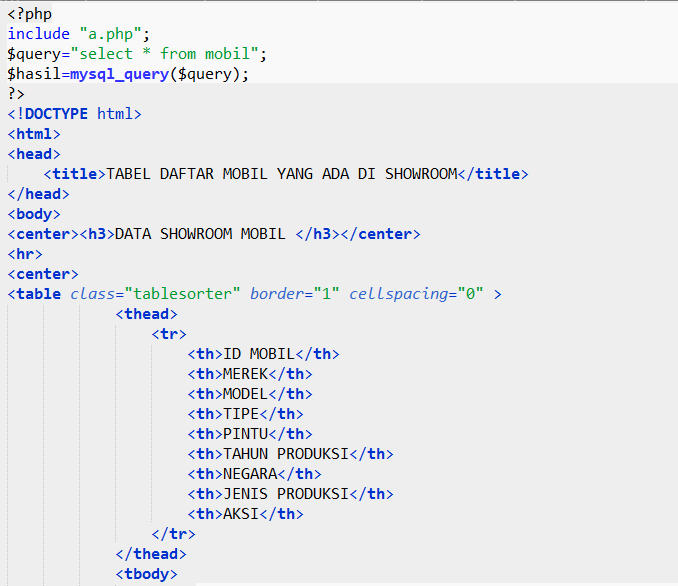 <?php
include "a.php";
$query="select * from mobil";
$hasil=mysql_query($query);
?>
<!DOCTYPE html>
<html>
<head>
    <title>TABEL DAFTAR MOBIL YANG ADA DI SHOWROOM</title>
</head>
<body>
<center><h3>DATA SHOWROOM MOBIL </h3></center>
<hr>
<center>
<table class="tablesorter" border="1" cellspacing="0" >
            <thead>
                <tr>
                    <th>ID MOBIL</th>
                    <th>MEREK</th>
                    <th>MODEL</th>
                    <th>TIPE</th>
                    <th>PINTU</th>
                    <th>TAHUN PRODUKSI</th>
                    <th>NEGARA</th>
                    <th>JENIS PRODUKSI</th>
                    <th>AKSI</th>
                </tr>
            </thead>
            <tbody>